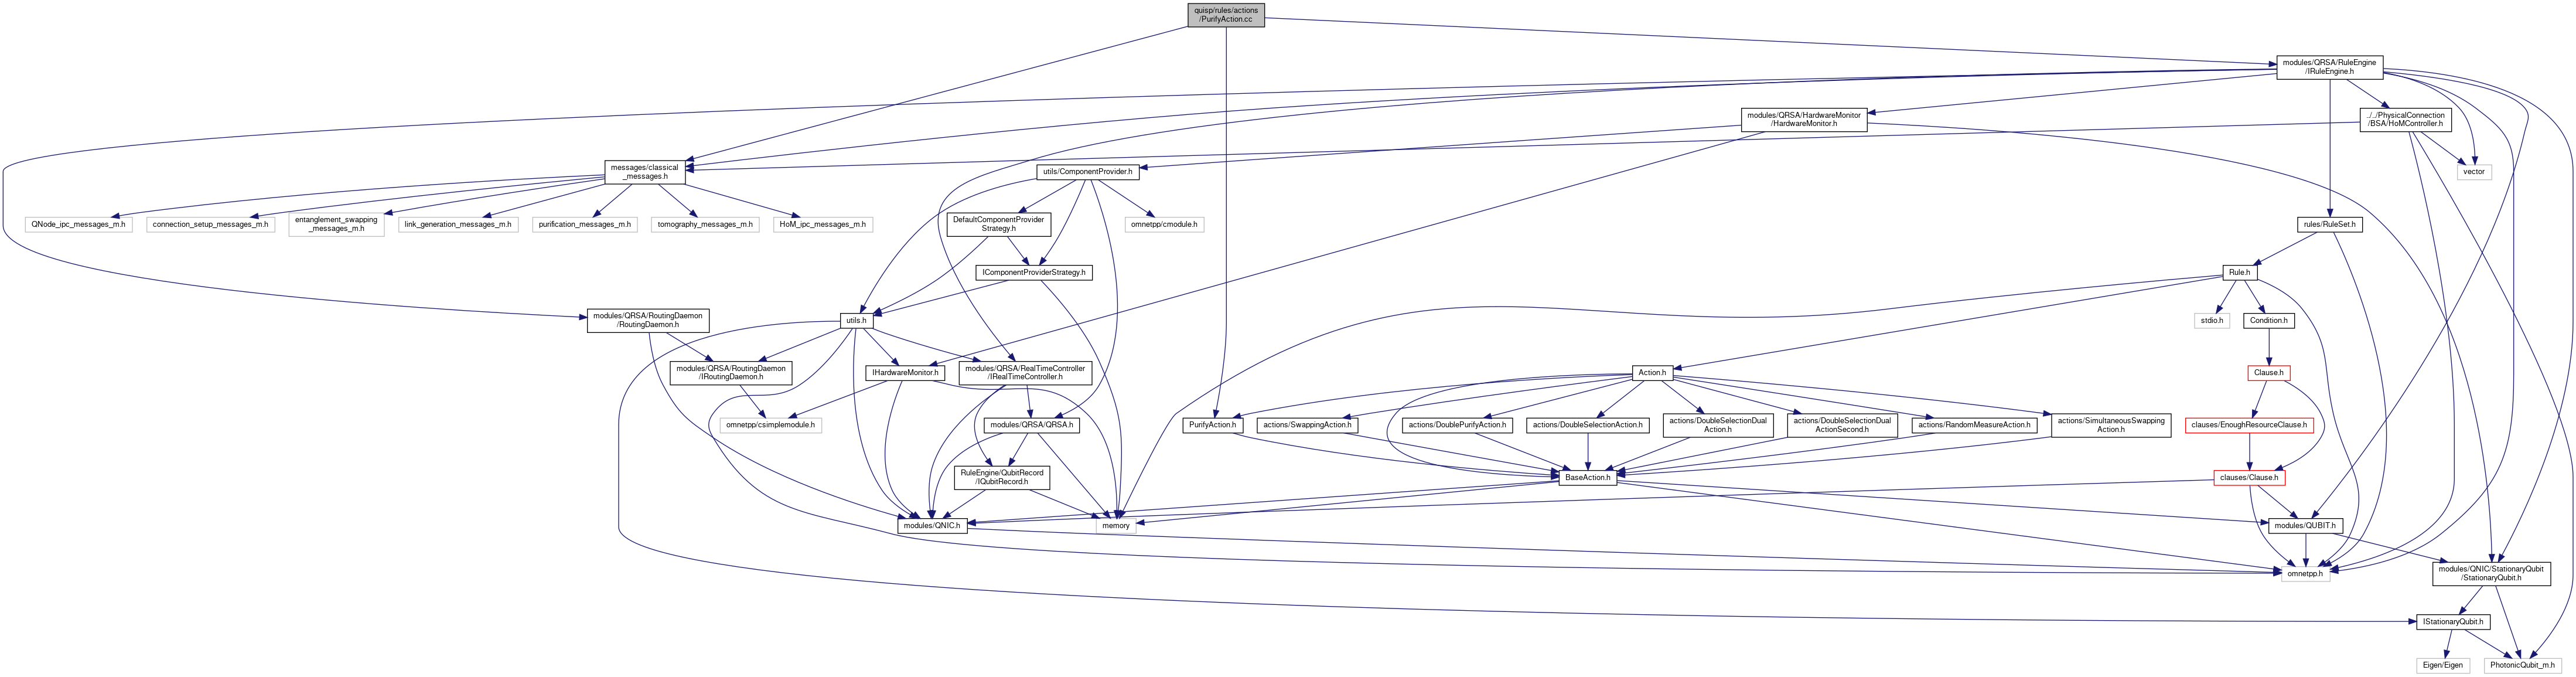 quisp/rules/actions
/PurifyAction.cc
modules/QRSA/RuleEngine
/IRuleEngine.h
modules/QRSA/HardwareMonitor
/HardwareMonitor.h
../../PhysicalConnection
/BSA/HoMController.h
messages/classical
_messages.h
utils/ComponentProvider.h
vector
QNode_ipc_messages_m.h
connection_setup_messages_m.h
entanglement_swapping
_messages_m.h
link_generation_messages_m.h
purification_messages_m.h
tomography_messages_m.h
HoM_ipc_messages_m.h
DefaultComponentProvider
Strategy.h
omnetpp/cmodule.h
rules/RuleSet.h
IComponentProviderStrategy.h
Rule.h
modules/QRSA/RoutingDaemon
/RoutingDaemon.h
utils.h
stdio.h
Condition.h
modules/QRSA/RoutingDaemon
/IRoutingDaemon.h
IHardwareMonitor.h
modules/QRSA/RealTimeController
/IRealTimeController.h
Action.h
Clause.h
omnetpp/csimplemodule.h
modules/QRSA/QRSA.h
PurifyAction.h
actions/SwappingAction.h
actions/DoublePurifyAction.h
actions/DoubleSelectionAction.h
actions/DoubleSelectionDual
Action.h
actions/DoubleSelectionDual
ActionSecond.h
actions/RandomMeasureAction.h
actions/SimultaneousSwapping
Action.h
clauses/EnoughResourceClause.h
RuleEngine/QubitRecord
/IQubitRecord.h
BaseAction.h
clauses/Clause.h
modules/QNIC.h
memory
modules/QUBIT.h
omnetpp.h
modules/QNIC/StationaryQubit
/StationaryQubit.h
IStationaryQubit.h
Eigen/Eigen
PhotonicQubit_m.h